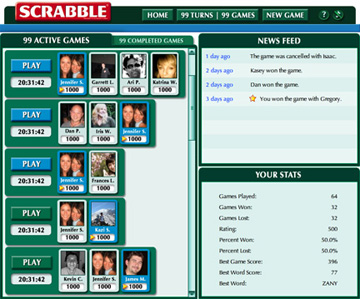 SCRABBLE
HOME 99 TURNS | 99 GAMES NEW GAME ?
99 ACTIVE GAMES 99 COMPLETED GAMES
PLAY
20:31:42
Jennifer S. Garrett L. Ari P. Katrina W.
1000 1000 1000 1000
PLAY
20:31:42
Dan P. Iris W. Jennifer S.
1000 1000 1000
PLAY
20:31:42
Jennifer S. Frances L.
1000 1000
PLAY
20:31:42
Jennifer S. Karl S.
1000 1000
PLAY
20:31:42
Kevin C. Jennifer S. James M.
1000 1000 1000
NEWS FEED
1 day ago The game was cancelled with Isaac.
2 days ago Kasey won the game.
2 days ago Dan won the game.
3 days ago You won the game with Gregory.
YOUR STATS
Games Played: 64
Games Won: 32
Games Lost: 32
Rating: 500
Percent Won: 50.0%
Percent Lost: 50.0%
Best Game Score: 396
Best Word Score: 77
Best Word: ZANY